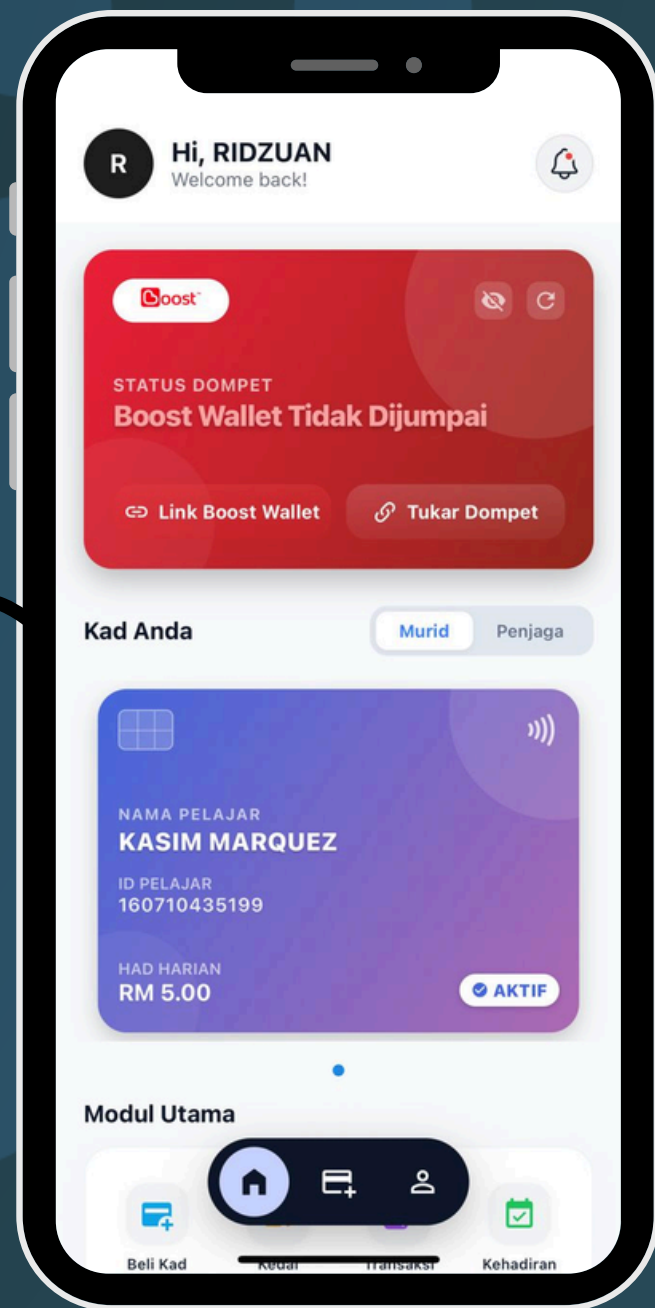 R
Hi, RIDZUAN
Welcome back!
Boost
STATUS DOMPET
Boost Wallet Tidak Dijumpai
Link Boost Wallet
Tukar Dompet
Kad Anda
Murid
Penjaga
NAMA PELAJAR
KASIM MARQUEZ
ID PELAJAR
160710435199
HAD HARIAN
RM 5.00
AKTIF
Modul Utama
Beli Kad
Kedai
Transaksi
Kehadiran